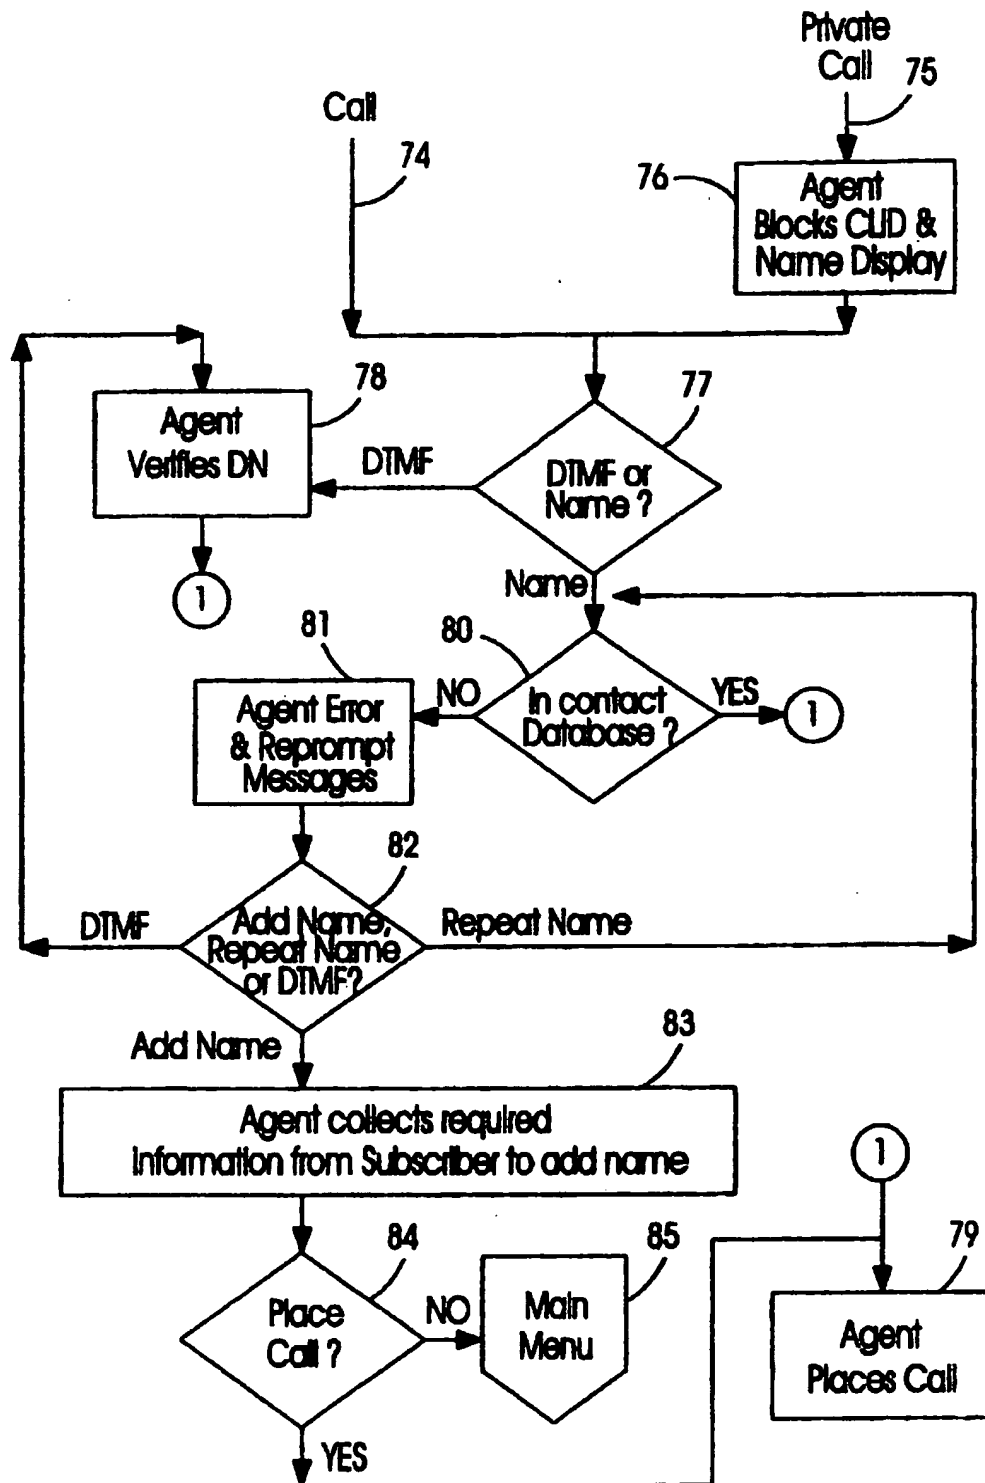 Private
Call
75
Call
74
76
Agent
Blocks CLID &
Name Display
78
77
Agent
Verifies DN
DTMF
DTMF or
Name ?
1
Name
81
80
Agent Error
& Reprompt
Messages
NO
In contact
Database ?
YES
1
82
DTMF
Add Name,
Repeat Name
or DTMF?
Repeat Name
Add Name
83
Agent collects required
Information from Subscriber to add name
1
84
85
79
Place
Call ?
NO
Main
Menu
Agent
Places Call
YES